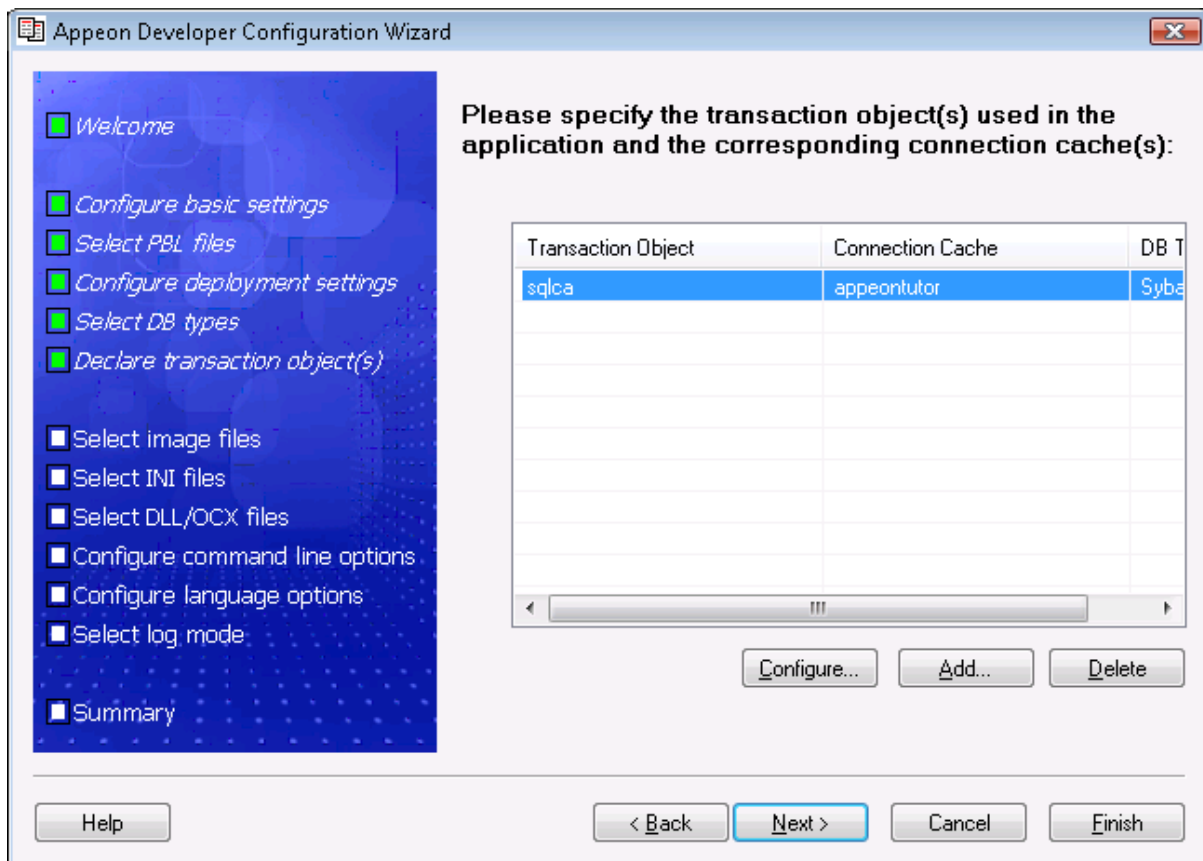 Appeon Developer Configuration Wizard
Welcome
Configure basic settings
Select PBL files
Configure deployment settings
Select DB types
Declare transaction object(s)
Select image files
Select INI files
Select DLL/OCX files
Configure command line options
Configure language options
Select log mode
Summary
Please specify the transaction object(s) used in the
application and the corresponding connection cache(s):
Transaction Object Connection Cache DB T
sqlca appeontutor Syba
Configure... Add... Delete
Help < Back Next > Cancel Finish